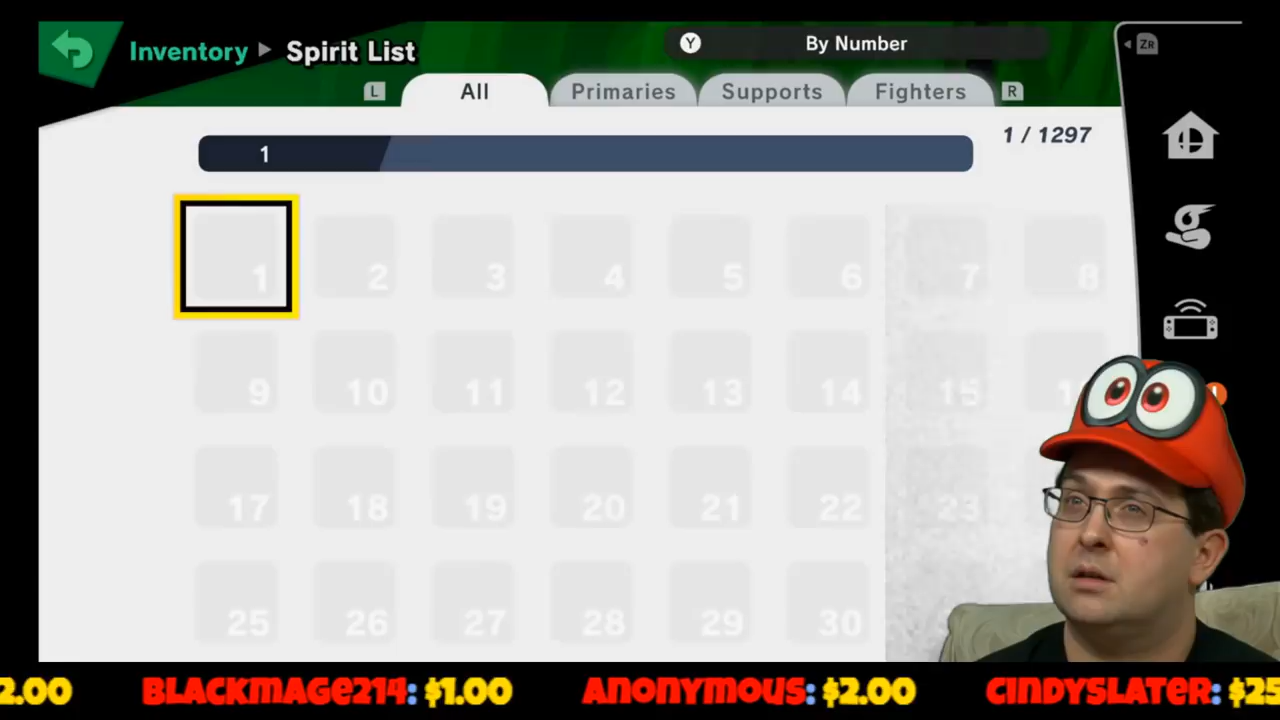 Inventory ▶ Spirit List
Y By Number
ZR
L All Primaries Supports Fighters R
1
1 / 1297
1 2 3 4 5 6 7 8
9 10 11 12 13 14 15
17 18 19 20 21 22 23
25 26 27 28 29 30
2.00 BLACKMAGE214: $1.00 ANONYMOUS: $2.00 CINDYSLATER: $25